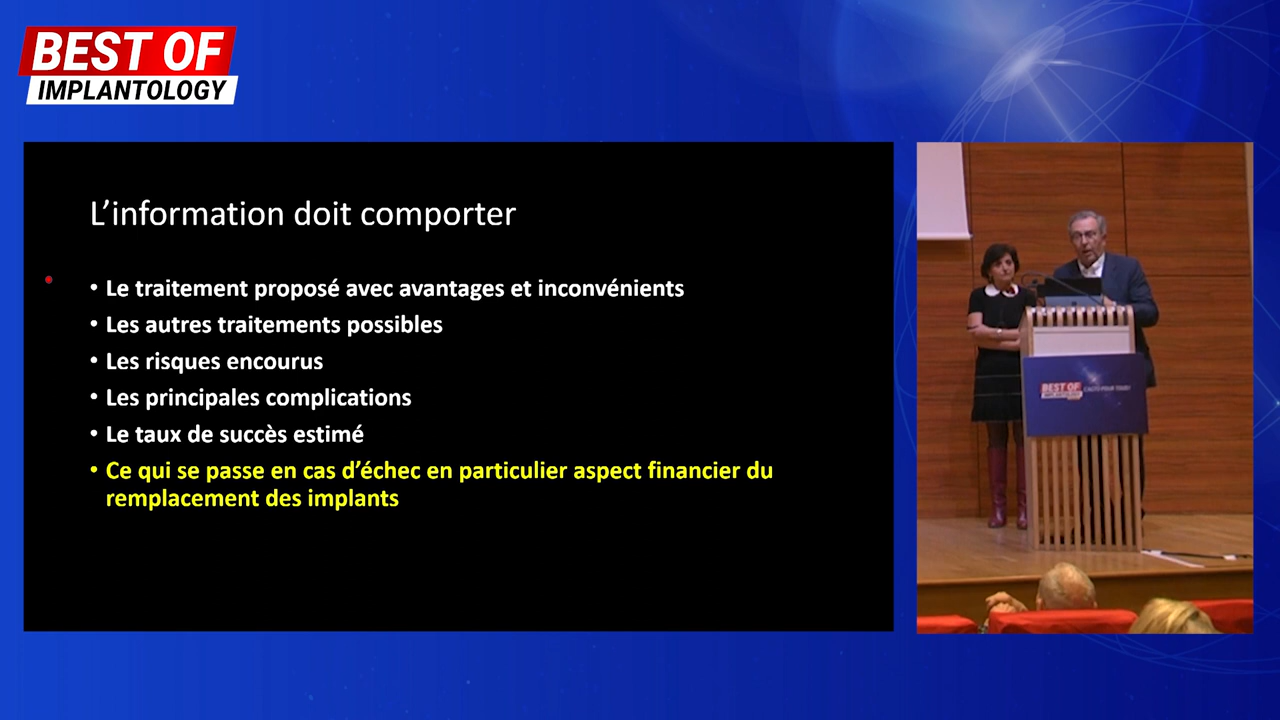 BEST OF
IMPLANTOLOGY
L’information doit comporter
• Le traitement proposé avec avantages et inconvénients
• Les autres traitements possibles
• Les risques encourus
• Les principales complications
• Le taux de succès estimé
• Ce qui se passe en cas d’échec en particulier aspect financier du
remplacement des implants
BEST OF
IMPLANTOLOGY